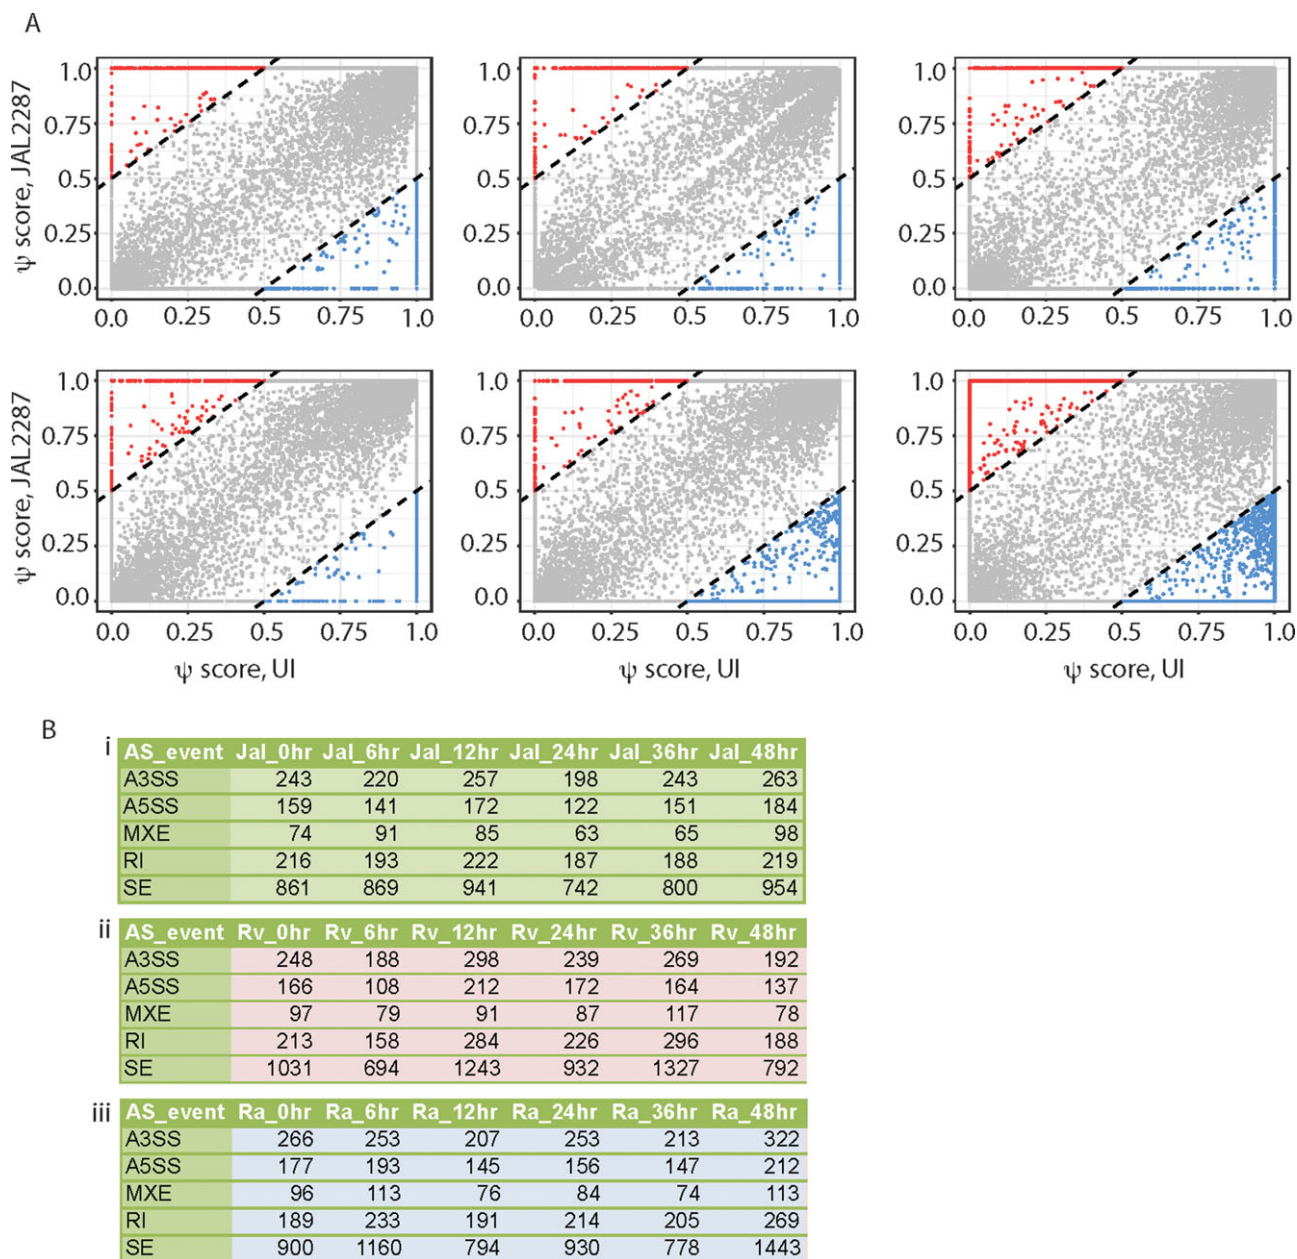 A
ψ score, JAL2287
1.0
0.75
0.5
0.25
0.0
0.0 0.25 0.5 0.75 1.0
1.0
0.75
0.5
0.25
0.0
0.0 0.25 0.5 0.75 1.0
1.0
0.75
0.5
0.25
0.0
0.0 0.25 0.5 0.75 1.0
ψ score, JAL2287
1.0
0.75
0.5
0.25
0.0
0.0 0.25 0.5 0.75 1.0
ψ score, UI
1.0
0.75
0.5
0.25
0.0
0.0 0.25 0.5 0.75 1.0
ψ score, UI
1.0
0.75
0.5
0.25
0.0
0.0 0.25 0.5 0.75 1.0
ψ score, UI
B
i
AS_event Jal_0hr Jal_6hr Jal_12hr Jal_24hr Jal_36hr Jal_48hr
A3SS 243 220 257 198 243 263
A5SS 159 141 172 122 151 184
MXE 74 91 85 63 65 98
RI 216 193 222 187 188 219
SE 861 869 941 742 800 954
ii
AS_event Rv_0hr Rv_6hr Rv_12hr Rv_24hr Rv_36hr Rv_48hr
A3SS 248 188 298 239 269 192
A5SS 166 108 212 172 164 137
MXE 97 79 91 87 117 78
RI 213 158 284 226 296 188
SE 1031 694 1243 932 1327 792
iii
AS_event Ra_0hr Ra_6hr Ra_12hr Ra_24hr Ra_36hr Ra_48hr
A3SS 266 253 207 253 213 322
A5SS 177 193 145 156 147 212
MXE 96 113 76 84 74 113
RI 189 233 191 214 205 269
SE 900 1160 794 930 778 1443